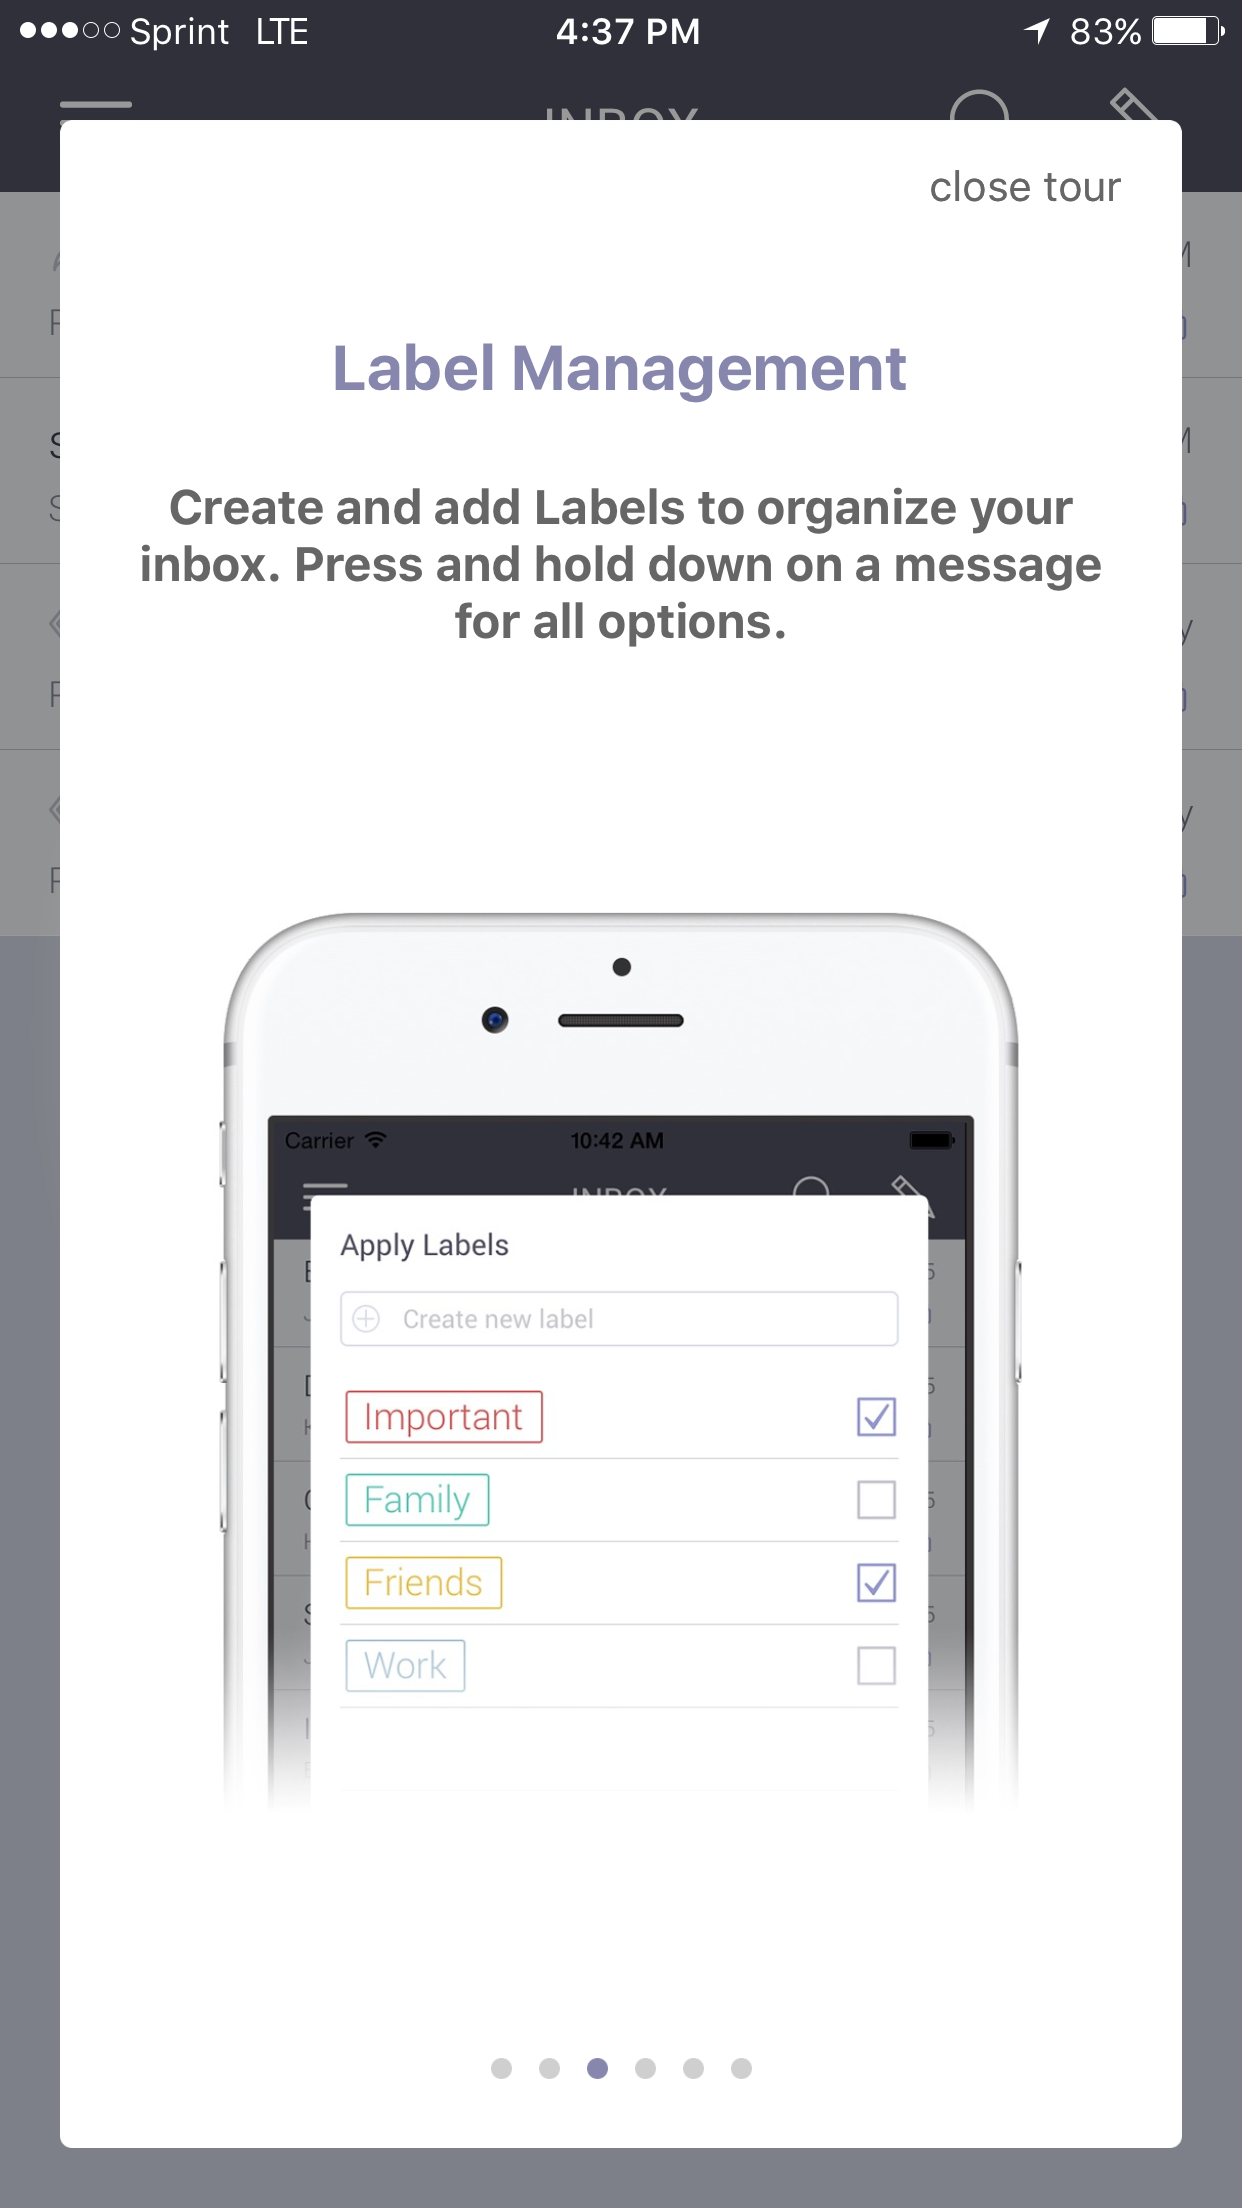 Sprint LTE 4:37 PM 83%
INBOX
close tour
Label Management
Create and add Labels to organize your
inbox. Press and hold down on a message
for all options.
Carrier 10:42 AM
INBOX
Apply Labels
Create new label
Important
Family
Friends
Work